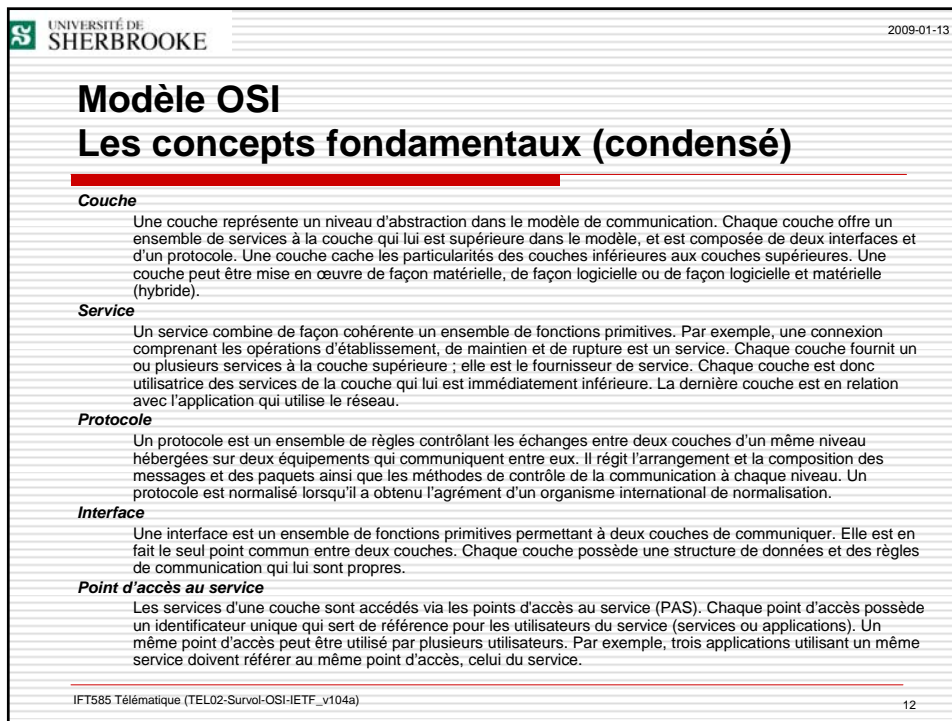 UNIVERSITÉ DE
SHERBROOKE
2009-01-13
Modèle OSI
Les concepts fondamentaux (condensé)
Couche
Une couche représente un niveau d'abstraction dans le modèle de communication. Chaque couche offre un
ensemble de services à la couche qui lui est supérieure dans le modèle, et est composée de deux interfaces et
d'un protocole. Une couche cache les particularités des couches inférieures aux couches supérieures. Une
couche peut être mise en œuvre de façon matérielle, de façon logicielle ou de façon logicielle et matérielle
(hybride).
Service
Un service combine de façon cohérente un ensemble de fonctions primitives. Par exemple, une connexion
comprenant les opérations d'établissement, de maintien et de rupture est un service. Chaque couche fournit un
ou plusieurs services à la couche supérieure ; elle est le fournisseur de service. Chaque couche est donc
utilisatrice des services de la couche qui lui est immédiatement inférieure. La dernière couche est en relation
avec l'application qui utilise le réseau.
Protocole
Un protocole est un ensemble de règles contrôlant les échanges entre deux couches d'un même niveau
hébergées sur deux équipements qui communiquent entre eux. Il régit l'arrangement et la composition des
messages et des paquets ainsi que les méthodes de contrôle de la communication à chaque niveau. Un
protocole est normalisé lorsqu'il a obtenu l'agrément d'un organisme international de normalisation.
Interface
Une interface est un ensemble de fonctions primitives permettant à deux couches de communiquer. Elle est en
fait le seul point commun entre deux couches. Chaque couche possède une structure de données et des règles
de communication qui lui sont propres.
Point d'accès au service
Les services d'une couche sont accédés via les points d'accès au service (PAS). Chaque point d'accès possède
un identificateur unique qui sert de référence pour les utilisateurs du service (services ou applications). Un
même point d'accès peut être utilisé par plusieurs utilisateurs. Par exemple, trois applications utilisant un même
service doivent référer au même point d'accès, celui du service.
IFT585 Télématique (TEL02-Survol-OSI-IETF_v104a)
12